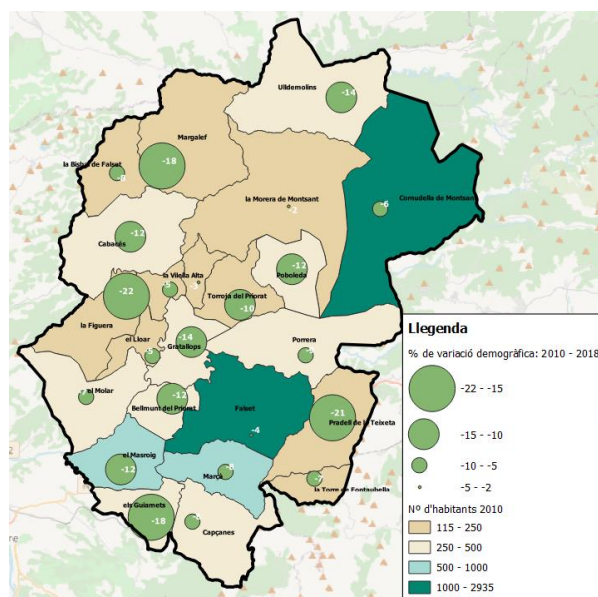 Ulldemolins
-14
Margalef
-18
la Bisbal de Falset
la Morera de Montsant
-2
Cornudella de Montsan
-6
Cabacés
-12
Poboleda
-12
la Vilella Alta
-22
Torroja del Priorat
-10
la Figuera
el Lloar
Gratallops
-14
Porrera
el Molar
Bellmunt del Priorat
-12
Falset
-4
-21
Pradell de la Teixeta
el Masroig
-12
Marçà
-7
la Torre de Fontaubella
els Guiamets
-18
Capçanes
Llegenda
% de variació demogràfica: 2010 - 2018
-22 - -15
-15 - -10
-10 - -5
-5 - -2
Nº d'habitants 2010
115 - 250
250 - 500
500 - 1000
1000 - 2935